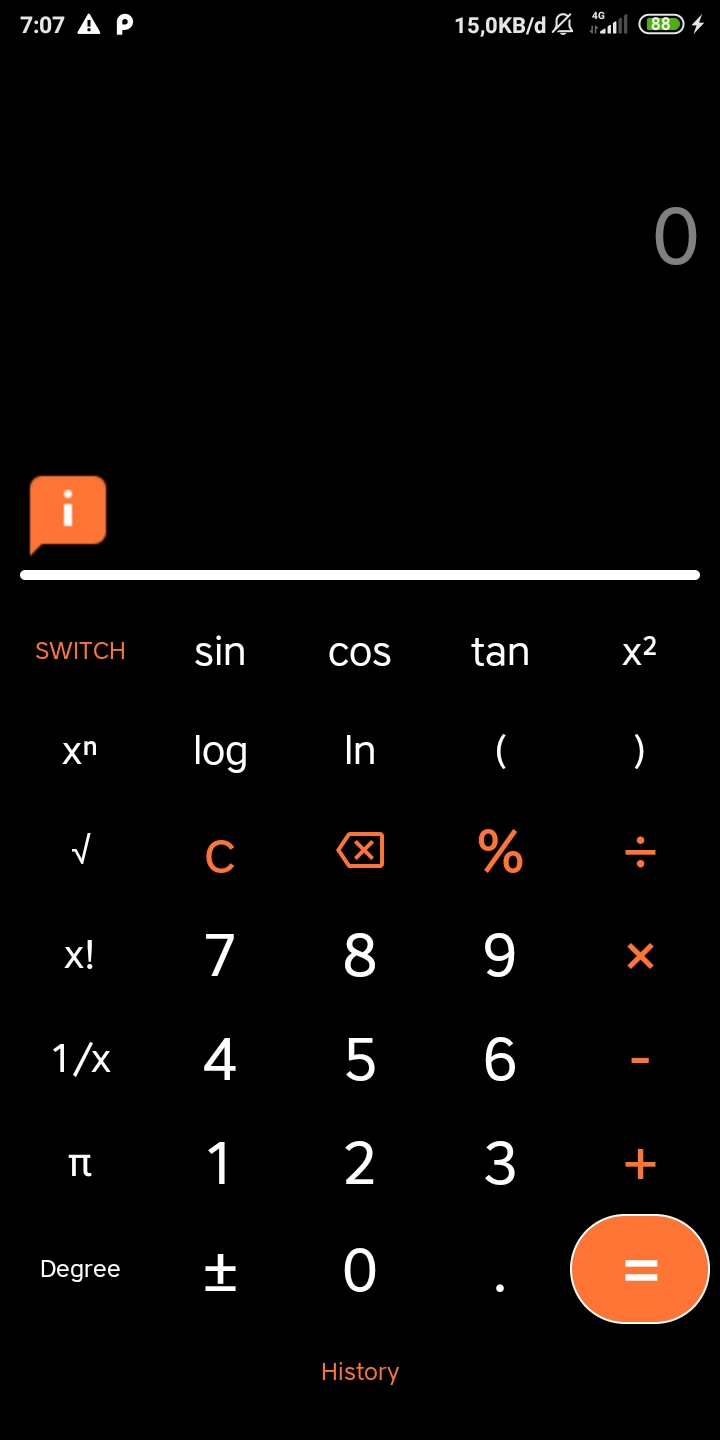 7:07 15,0KB/d 4G 88
0
i
SWITCH sin cos tan x²
xⁿ log ln ( )
√ c % ÷
x! 7 8 9 ×
1/x 4 5 6 -
π 1 2 3 +
Degree ± 0 . =
History